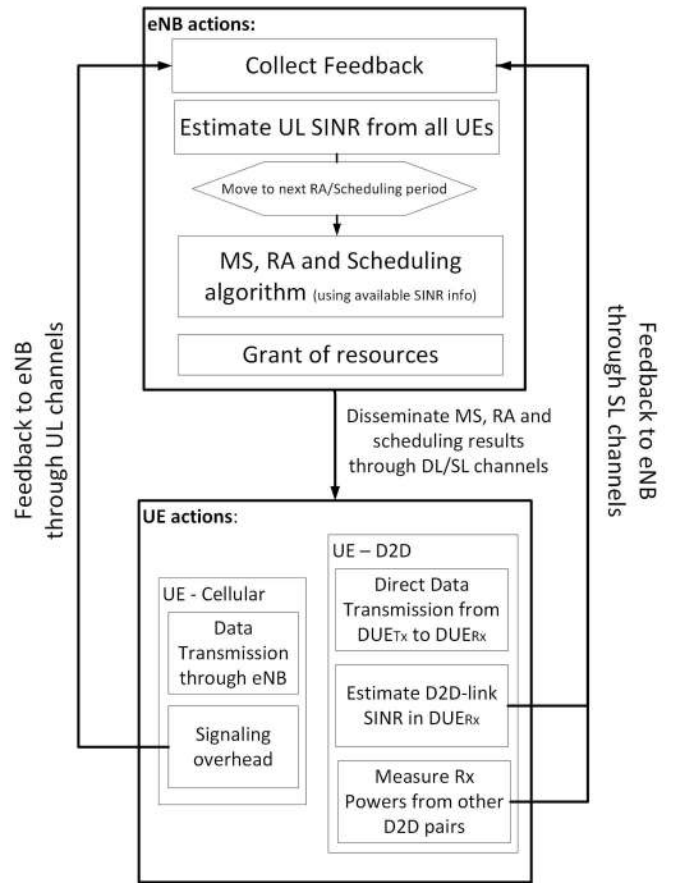 eNB actions:
Collect Feedback
Estimate UL SINR from all UEs
Move to next RA/Scheduling period
MS, RA and Scheduling
algorithm (using available SINR info)
Grant of resources
Feedback to eNB
through UL channels
Feedback to eNB
through SL channels
Disseminate MS, RA and
scheduling results
through DL/SL channels
UE actions:
UE - Cellular
Data
Transmission
through eNB
Signaling
overhead
UE – D2D
Direct Data
Transmission from
DUETx to DUERx
Estimate D2D-link
SINR in DUERx
Measure Rx
Powers from other
D2D pairs